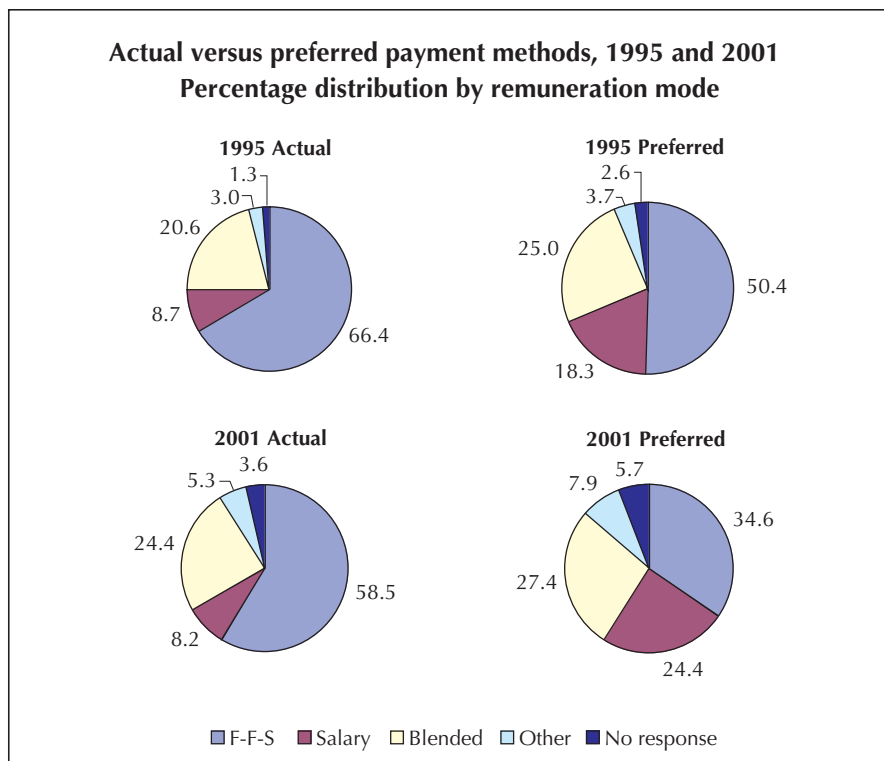 Actual versus preferred payment methods, 1995 and 2001
Percentage distribution by remuneration mode
1995 Actual
1.3
3.0
20.6
8.7
66.4
1995 Preferred
2.6
3.7
25.0
50.4
18.3
2001 Actual
3.6
5.3
24.4
58.5
8.2
2001 Preferred
5.7
7.9
34.6
27.4
24.4
F-F-S Salary Blended Other No response